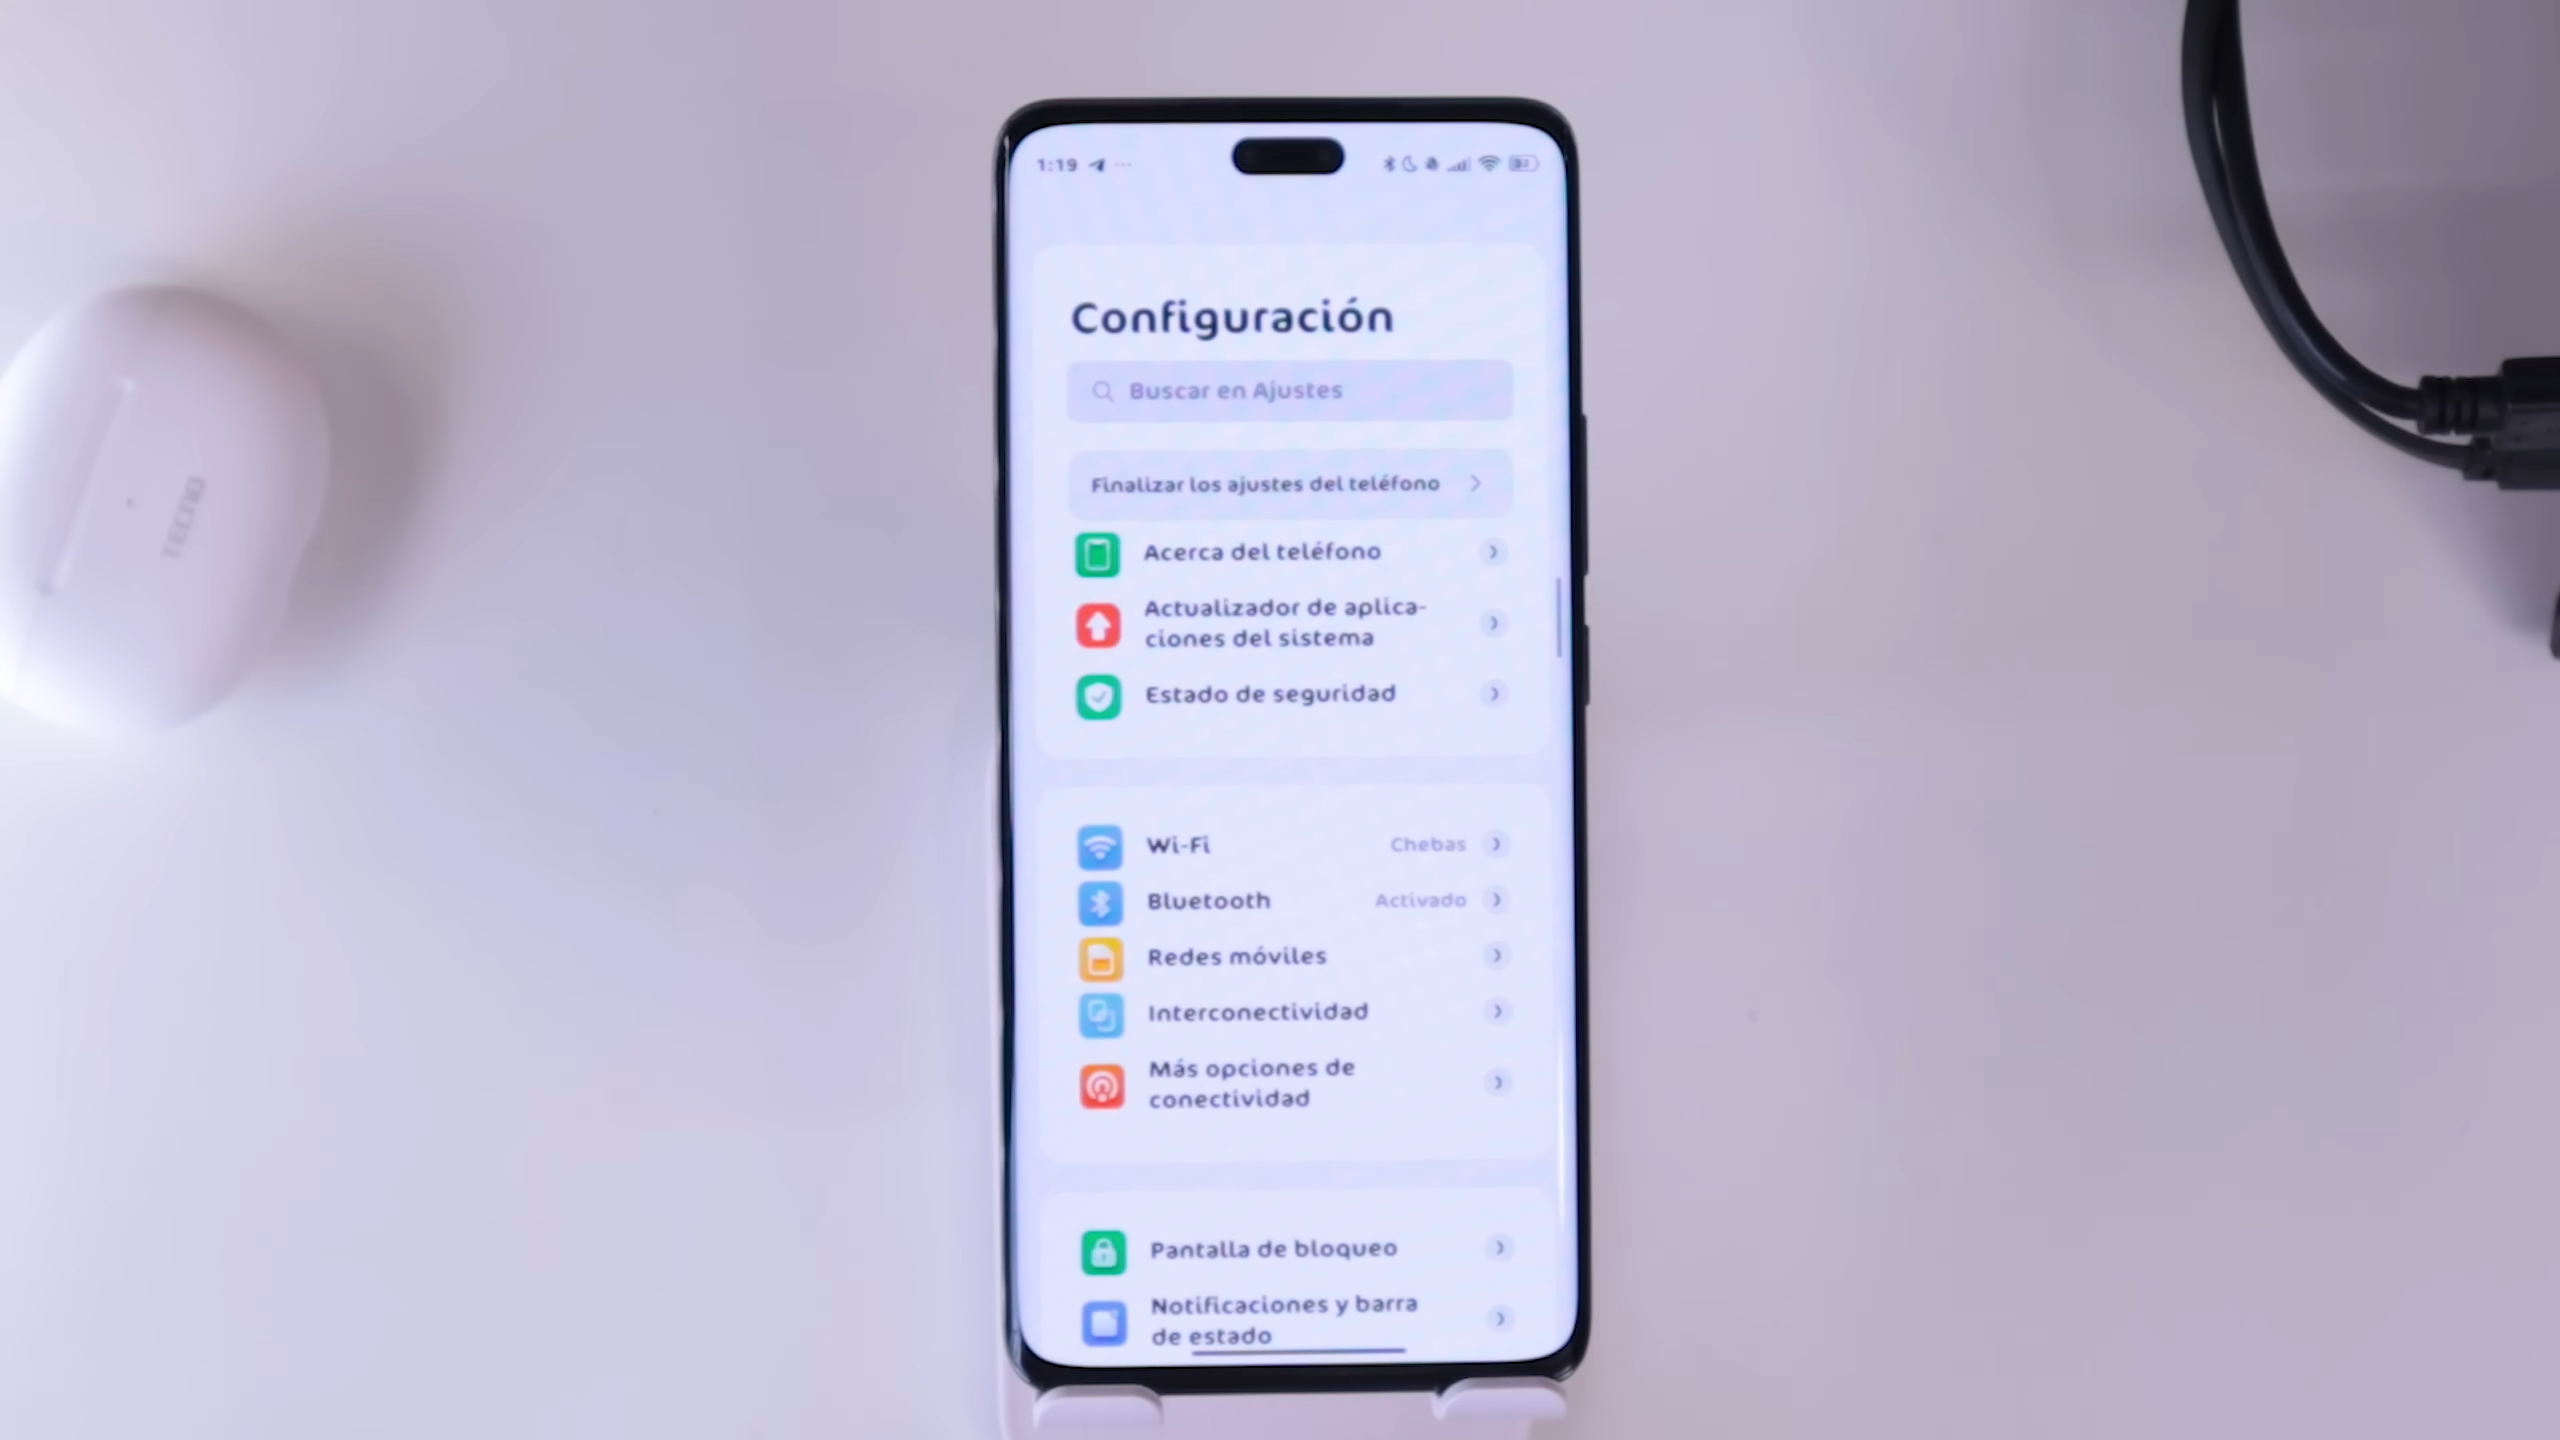 1:19
Configuración
Buscar en Ajustes
Finalizar los ajustes del teléfono
Acerca del teléfono
Actualizador de aplica-
ciones del sistema
Estado de seguridad
Wi-Fi Chebas
Bluetooth Activado
Redes móviles
Interconectividad
Más opciones de
conectividad
Pantalla de bloqueo
Notificaciones y barra
de estado
TECNO